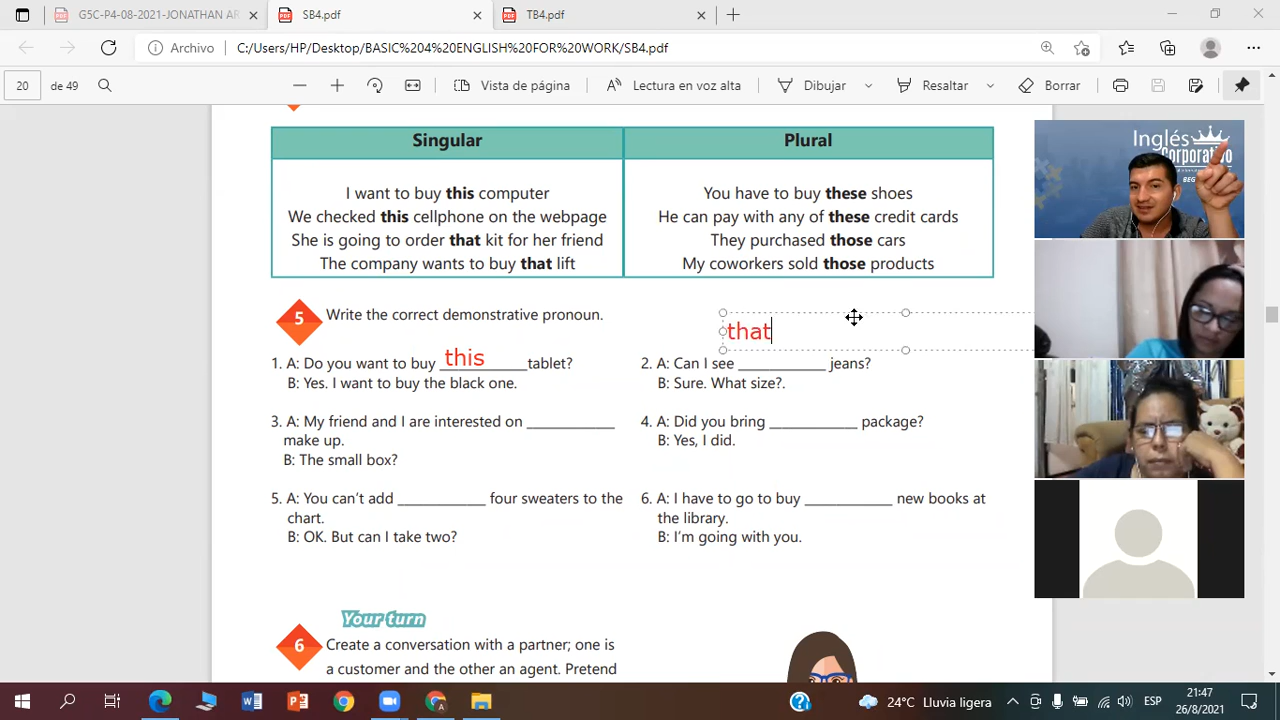 G5C-P4-08-2021-JONATHAN AR
SB4.pdf
TB4.pdf
Archivo
C:/Users/HP/Desktop/BASIC%204%20ENGLISH%20FOR%20WORK/SB4.pdf
20 de 49
Vista de página
Lectura en voz alta
Dibujar
Resaltar
Borrar
Singular
Plural
I want to buy this computer
We checked this cellphone on the webpage
She is going to order that kit for her friend
The company wants to buy that lift
You have to buy these shoes
He can pay with any of these credit cards
They purchased those cars
My coworkers sold those products
Inglés
Corporativo
5 Write the correct demonstrative pronoun.
that
1. A: Do you want to buy this tablet?
B: Yes. I want to buy the black one.
2. A: Can I see ___________ jeans?
B: Sure. What size?.
3. A: My friend and I are interested on ___________
make up.
B: The small box?
4. A: Did you bring ___________ package?
B: Yes, I did.
5. A: You can’t add ___________ four sweaters to the
chart.
B: OK. But can I take two?
6. A: I have to go to buy ___________ new books at
the library.
B: I’m going with you.
Your turn
6 Create a conversation with a partner; one is
a customer and the other an agent. Pretend
24°C Lluvia ligera
ESP
21:47
26/8/2021